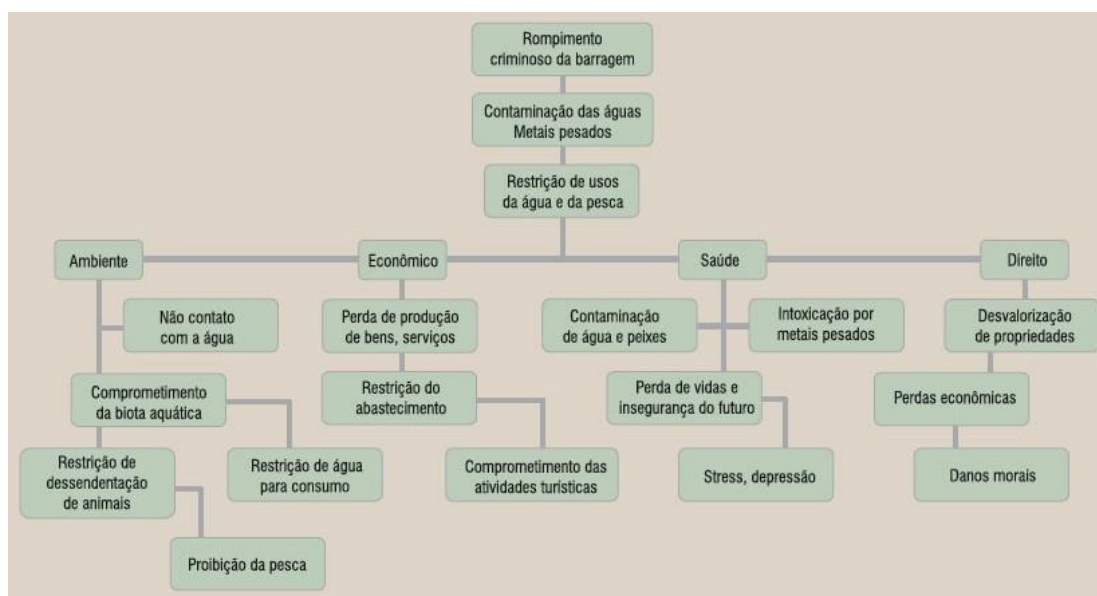 Rompimento
criminoso da barragem
Contaminação das águas
Metais pesados
Restrição de usos
da água e da pesca
Ambiente
Não contato
com a água
Comprometimento
da biota aquática
Restrição de
dessendentação
de animais
Restrição de água
para consumo
Proibição da pesca
Econômico
Perda de produção
de bens, serviços
Restrição do
abastecimento
Comprometimento das
atividades turísticas
Saúde
Contaminação
de água e peixes
Intoxicação por
metais pesados
Perda de vidas e
insegurança do futuro
Stress, depressão
Direito
Desvalorização
de propriedades
Perdas econômicas
Danos morais